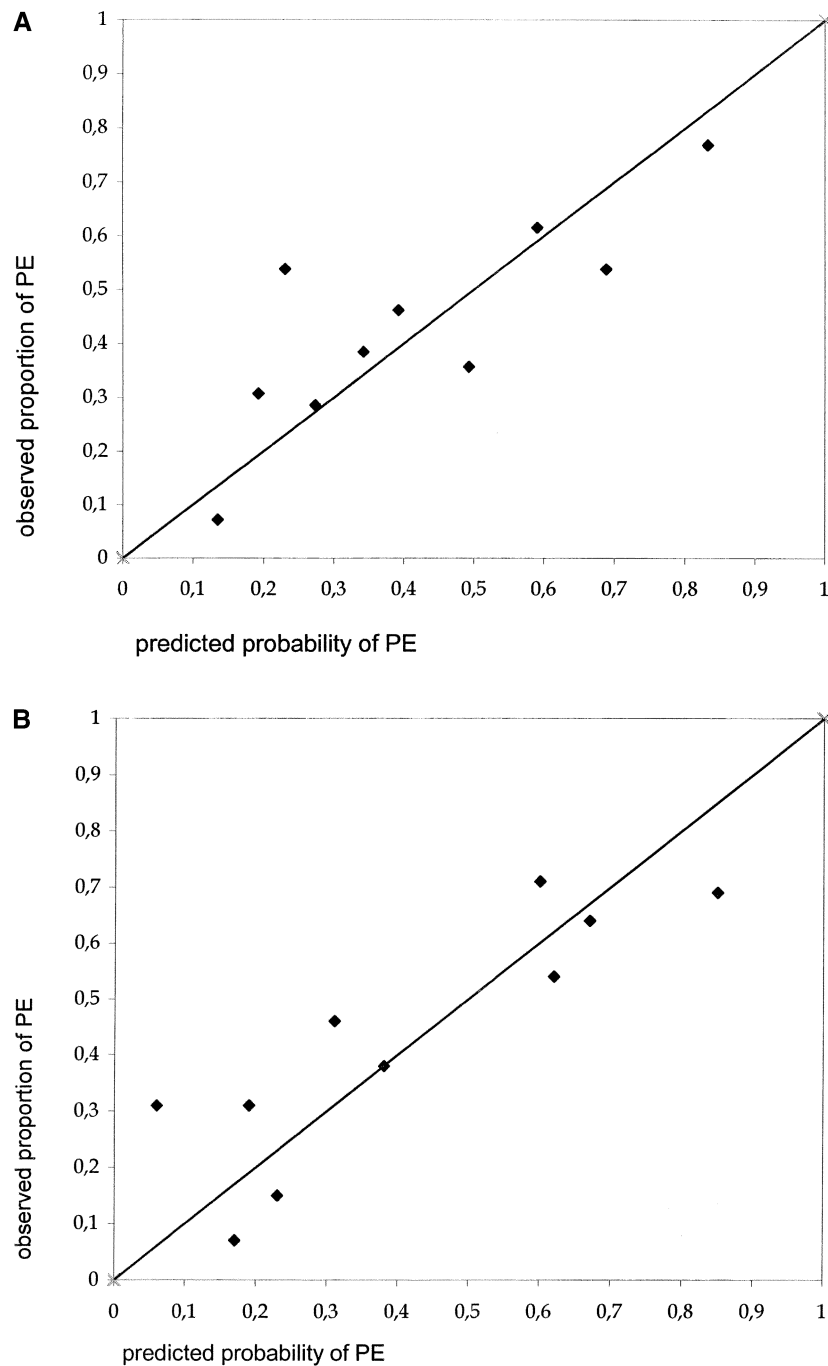 A
1
0,9
0,8
0,7
0,6
0,5
0,4
0,3
0,2
0,1
0
observed proportion of PE
0 0,1 0,2 0,3 0,4 0,5 0,6 0,7 0,8 0,9 1
predicted probability of PE
B
1
0,9
0,8
0,7
0,6
0,5
0,4
0,3
0,2
0,1
0
observed proportion of PE
0 0,1 0,2 0,3 0,4 0,5 0,6 0,7 0,8 0,9 1
predicted probability of PE